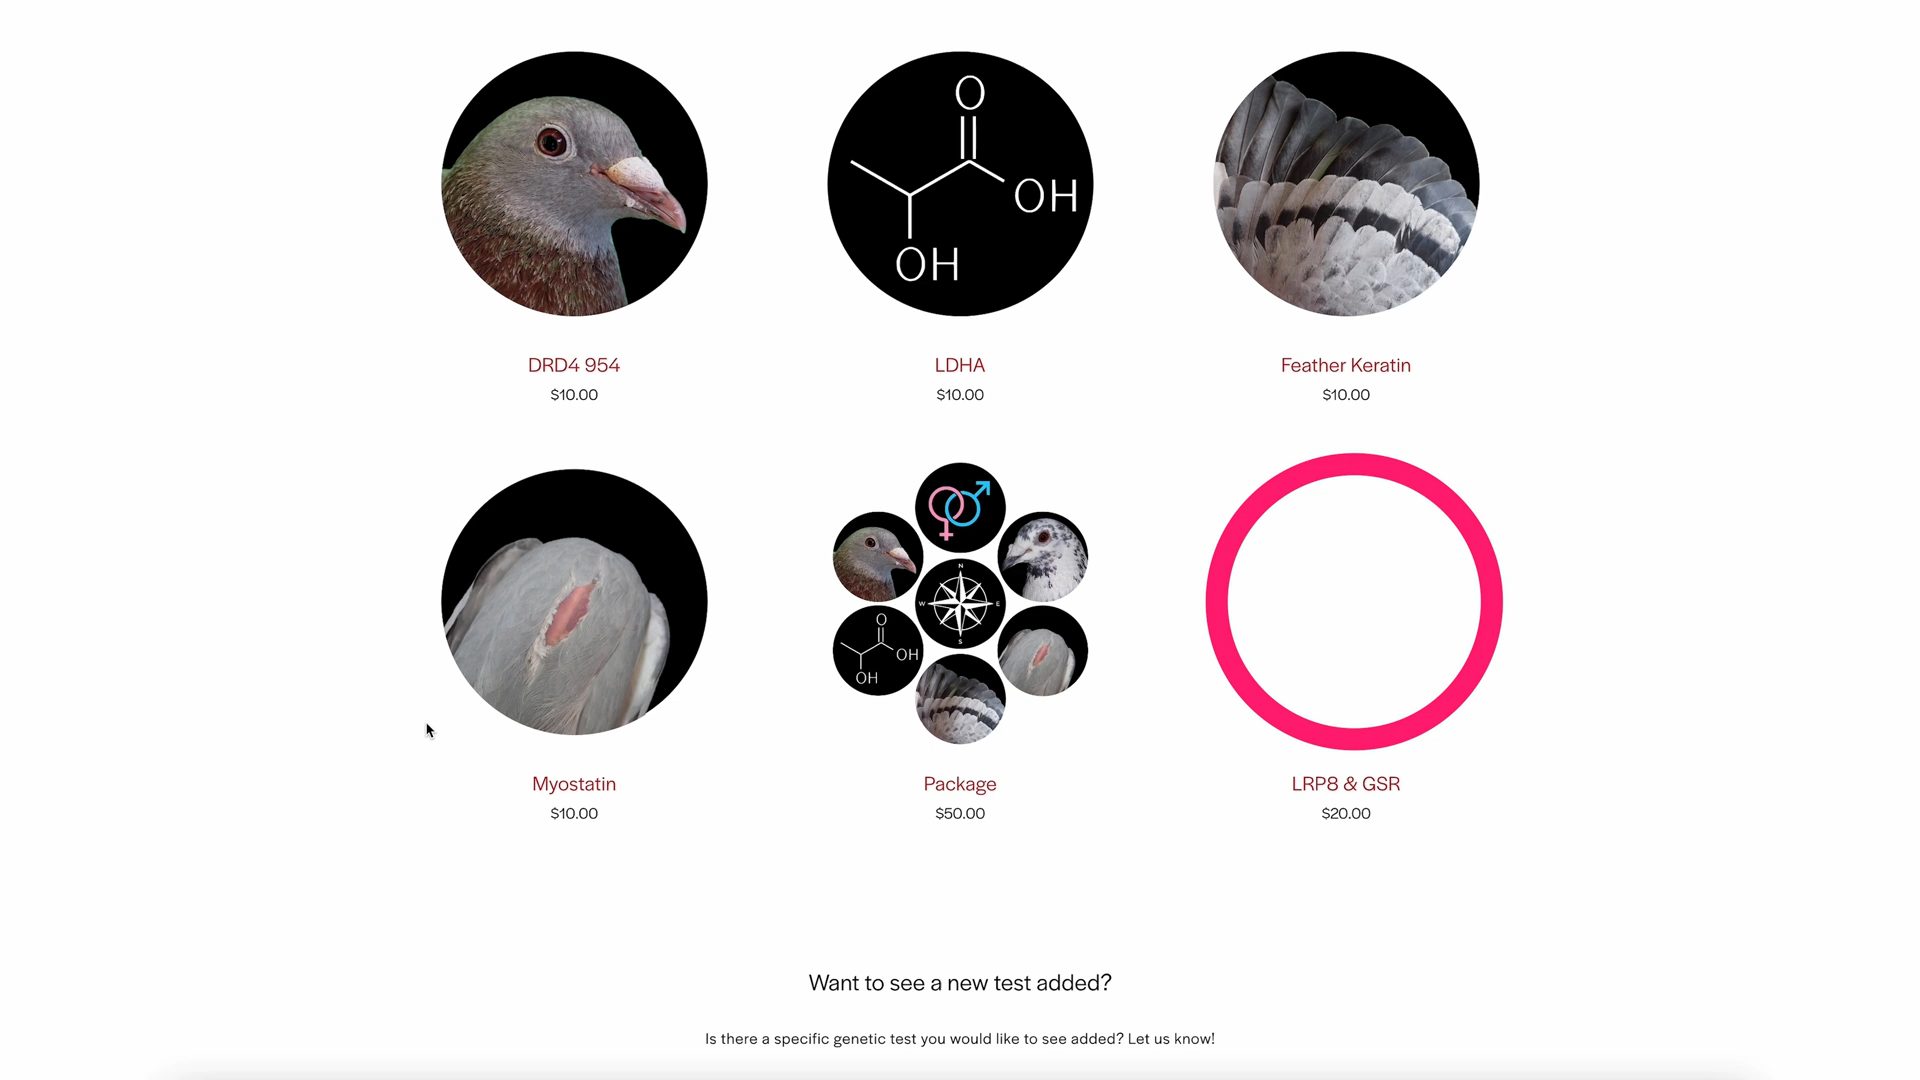 O
OH
OH
DRD4 954
LDHA
Feather Keratin
$10.00
$10.00
$10.00
N
W
E
S
O
OH
OH
Myostatin
Package
LRP8 & GSR
$10.00
$50.00
$20.00
Want to see a new test added?
Is there a specific genetic test you would like to see added? Let us know!